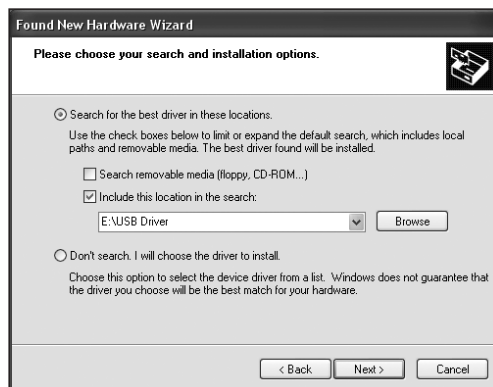 Found New Hardware Wizard
Please choose your search and installation options.
Search for the best driver in these locations.
Use the check boxes below to limit or expand the default search, which includes local
paths and removable media. The best driver found will be installed.
Search removable media (floppy, CD-ROM...)
Include this location in the search:
E:\USB Driver
Browse
Don't search. I will choose the driver to install.
Choose this option to select the device driver from a list. Windows does not guarantee that
the driver you choose will be the best match for your hardware.
< Back
Next >
Cancel